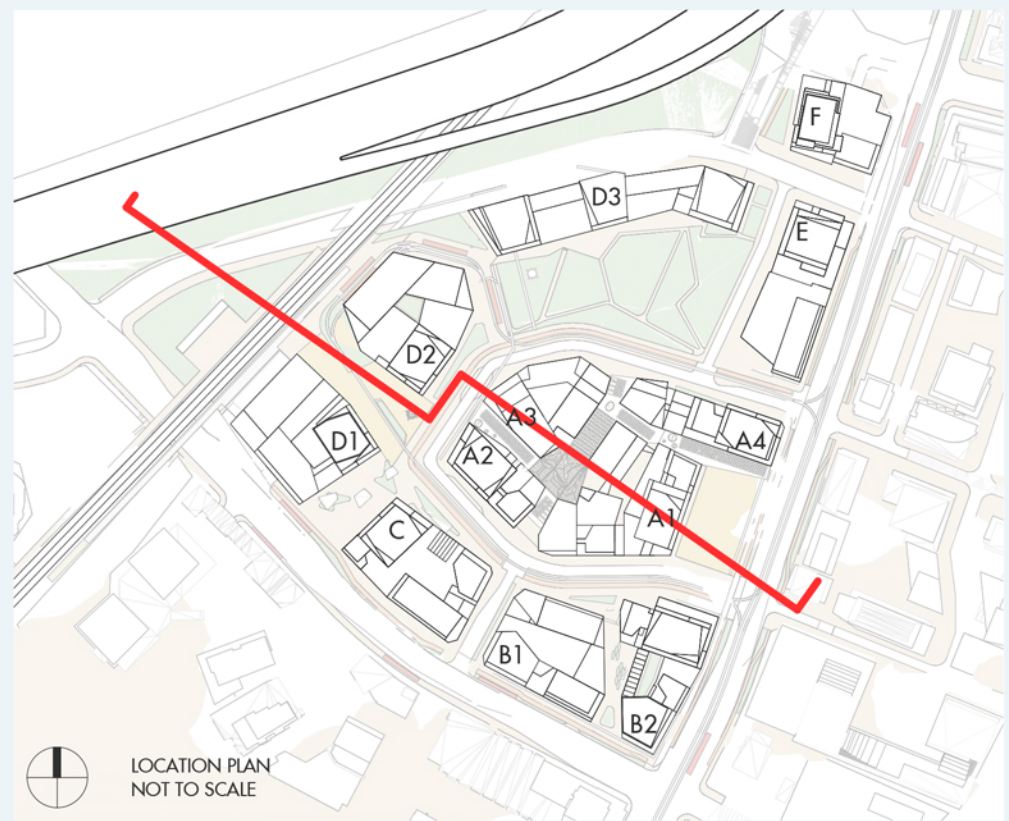 F
D3
E
D2
A3
D1
A4
A2
A1
C
B1
B2
LOCATION PLAN
NOT TO SCALE